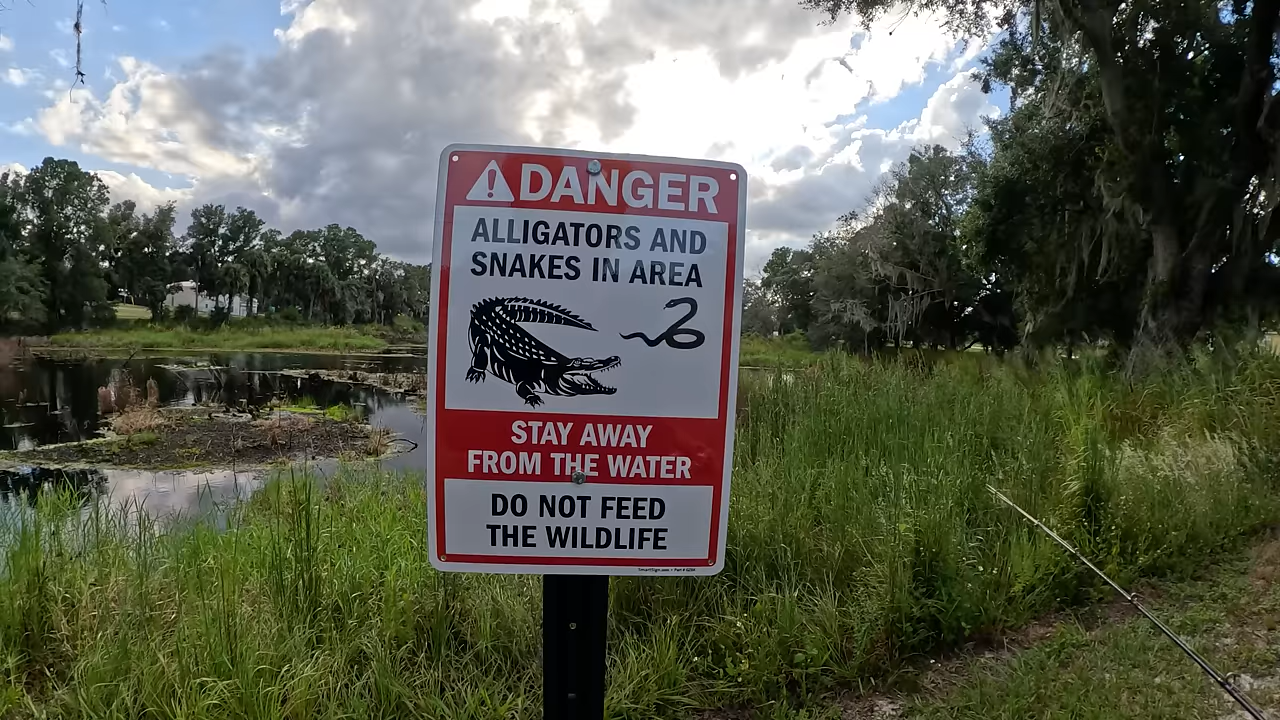 DANGER
ALLIGATORS AND
SNAKES IN AREA
STAY AWAY
FROM THE WATER
DO NOT FEED
THE WILDLIFE